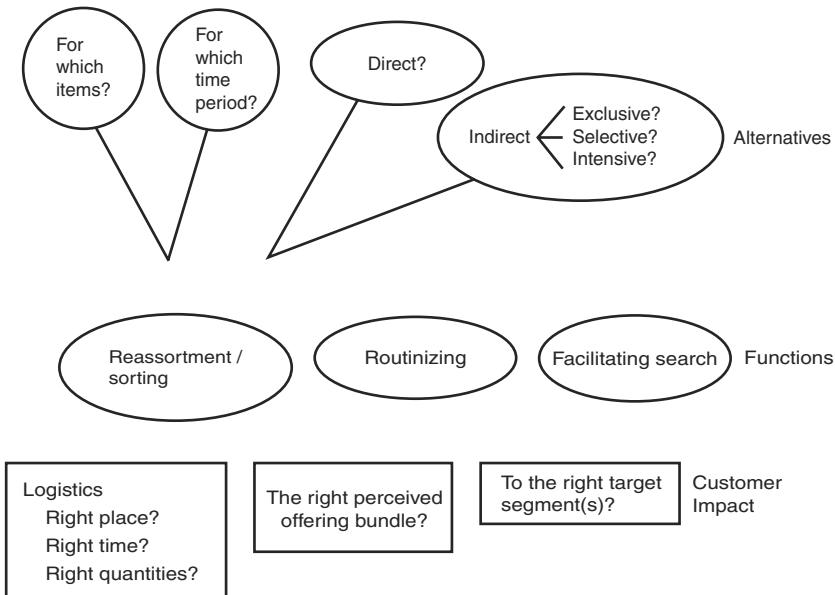 For
which
items?
For
which
time
period?
Direct?
Indirect
Exclusive?
Selective?
Intensive?
Alternatives
Reassortment /
sorting
Routinizing
Facilitating search
Functions
Logistics
Right place?
Right time?
Right quantities?
The right perceived
offering bundle?
To the right target
segment(s)?
Customer
Impact